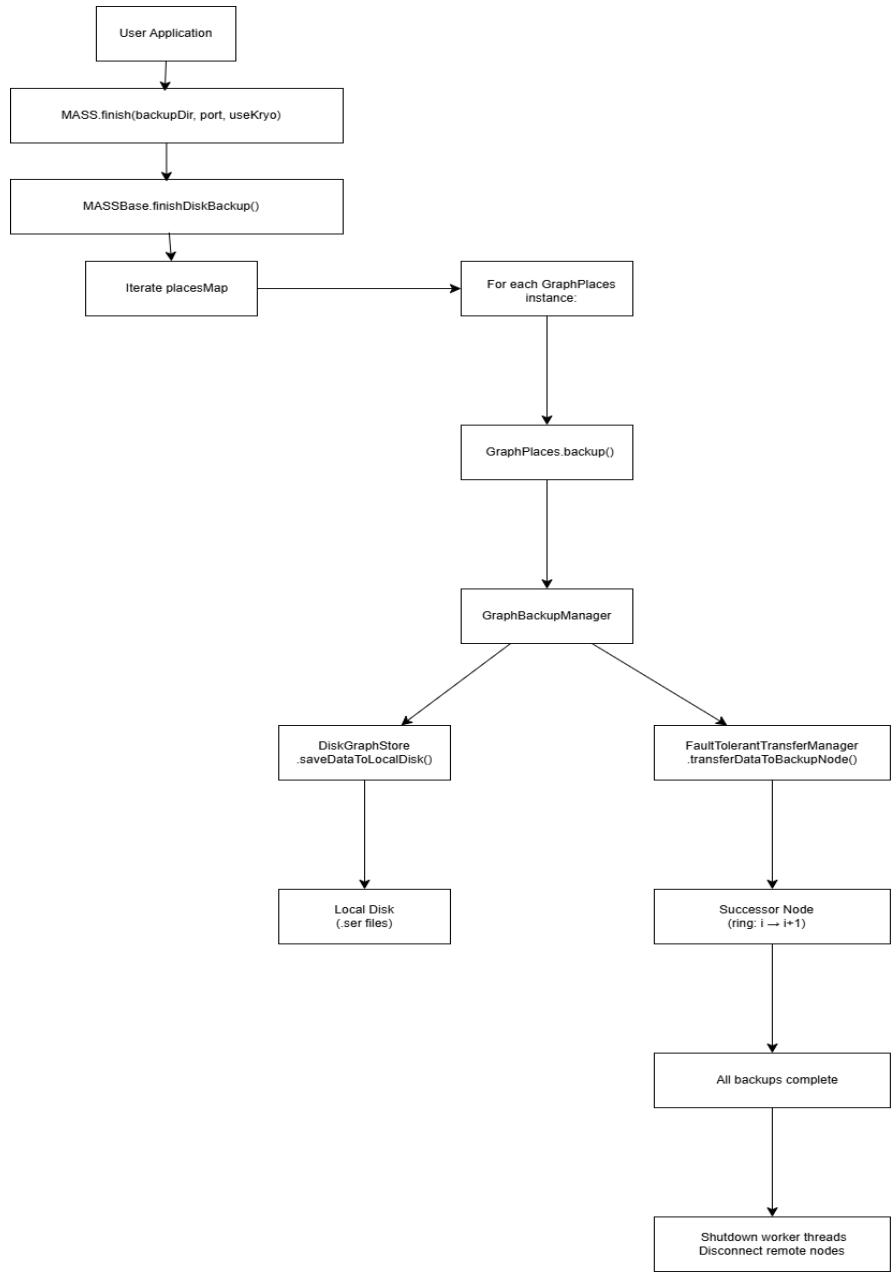 User Application
MASS.finish(backupDir, port, useKryo)
MASSBase.finishDiskBackup()
Iterate placesMap
For each GraphPlaces
instance:
GraphPlaces.backup()
GraphBackupManager
DiskGraphStore
.saveDataToLocalDisk()
FaultTolerantTransferManager
.transferDataToBackupNode()
Local Disk
(.ser files)
Successor Node
(ring: i → i+1)
All backups complete
Shutdown worker threads
Disconnect remote nodes